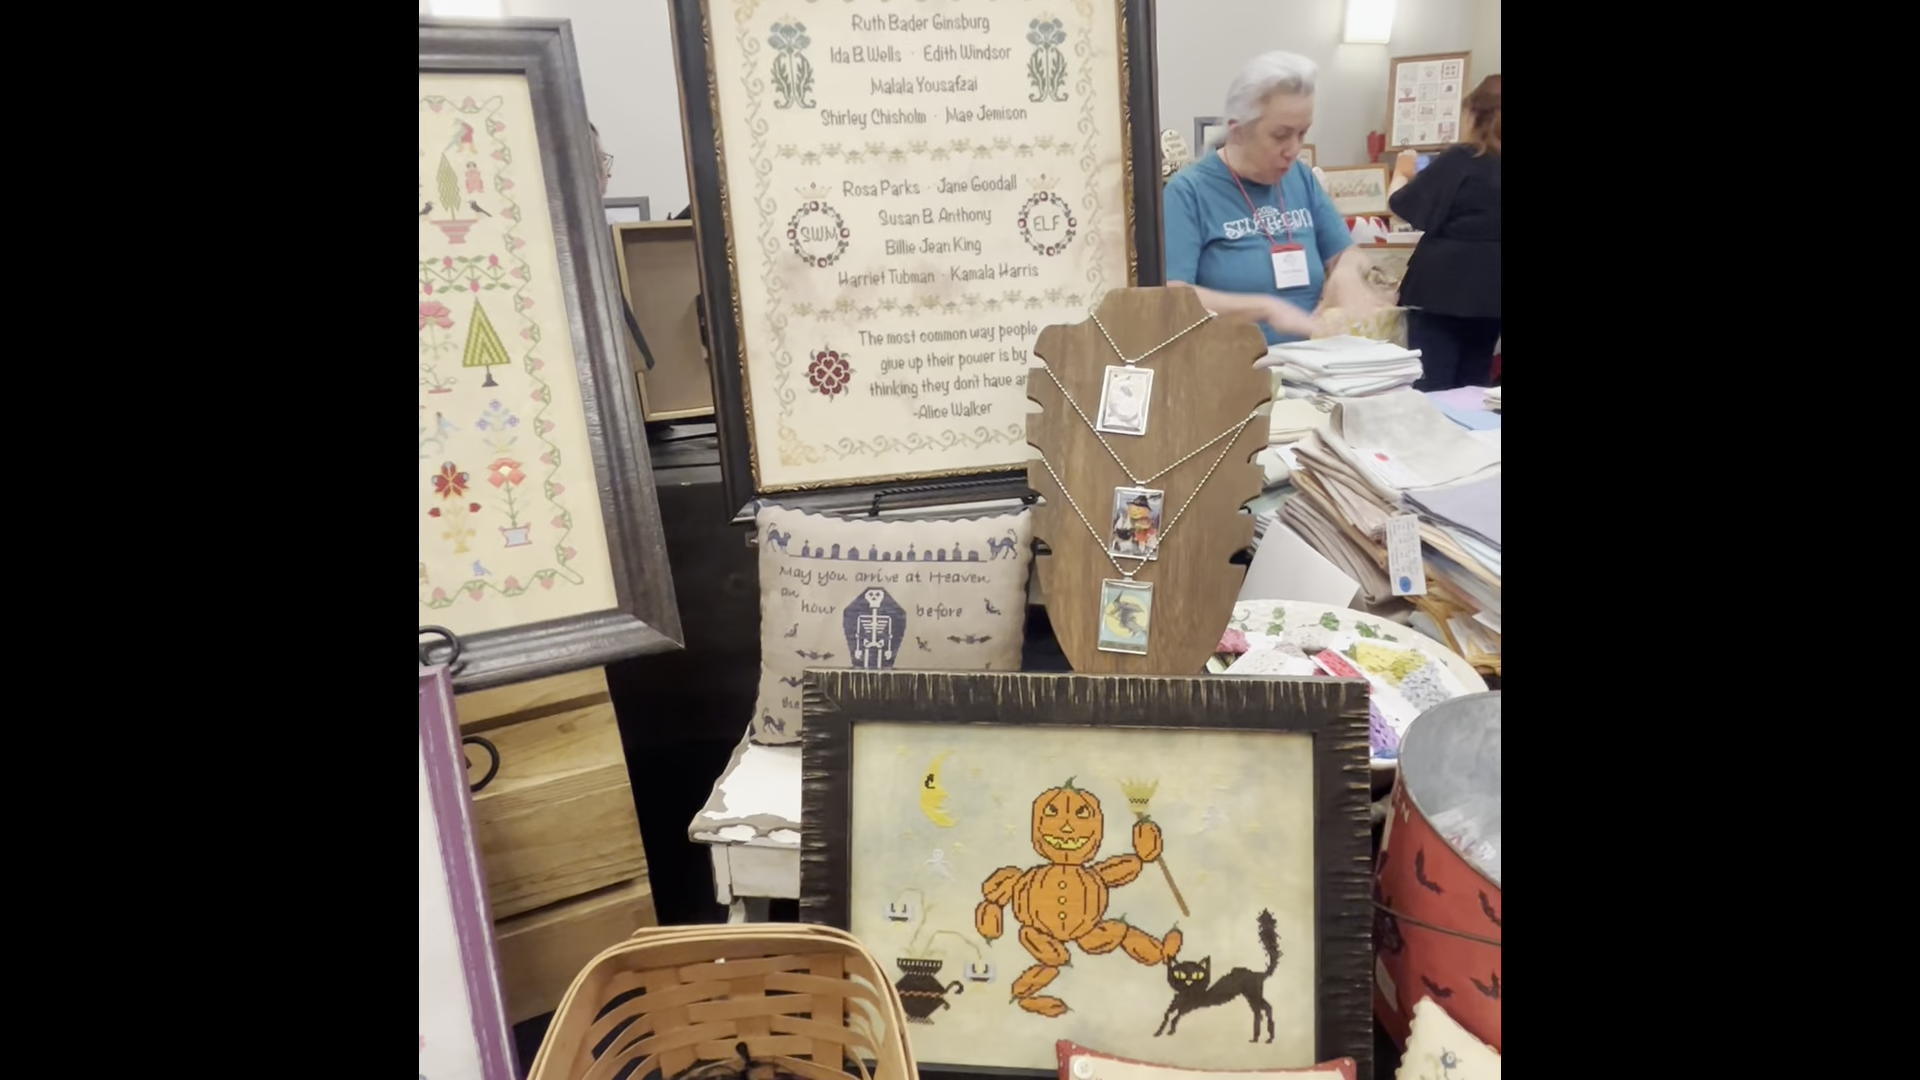 Ruth Bader Ginsburg
Ida B. Wells · Edith Windsor
Malala Yousafzai
Shirley Chisholm · Mae Jemison
Rosa Parks · Jane Goodall
SWM
Susan B. Anthony
ELF
Billie Jean King
Harriet Tubman · Kamala Harris
The most common way people
give up their power is by
thinking they don't have
-Alice Walker
May you arrive at Heaven
an
hour before
the